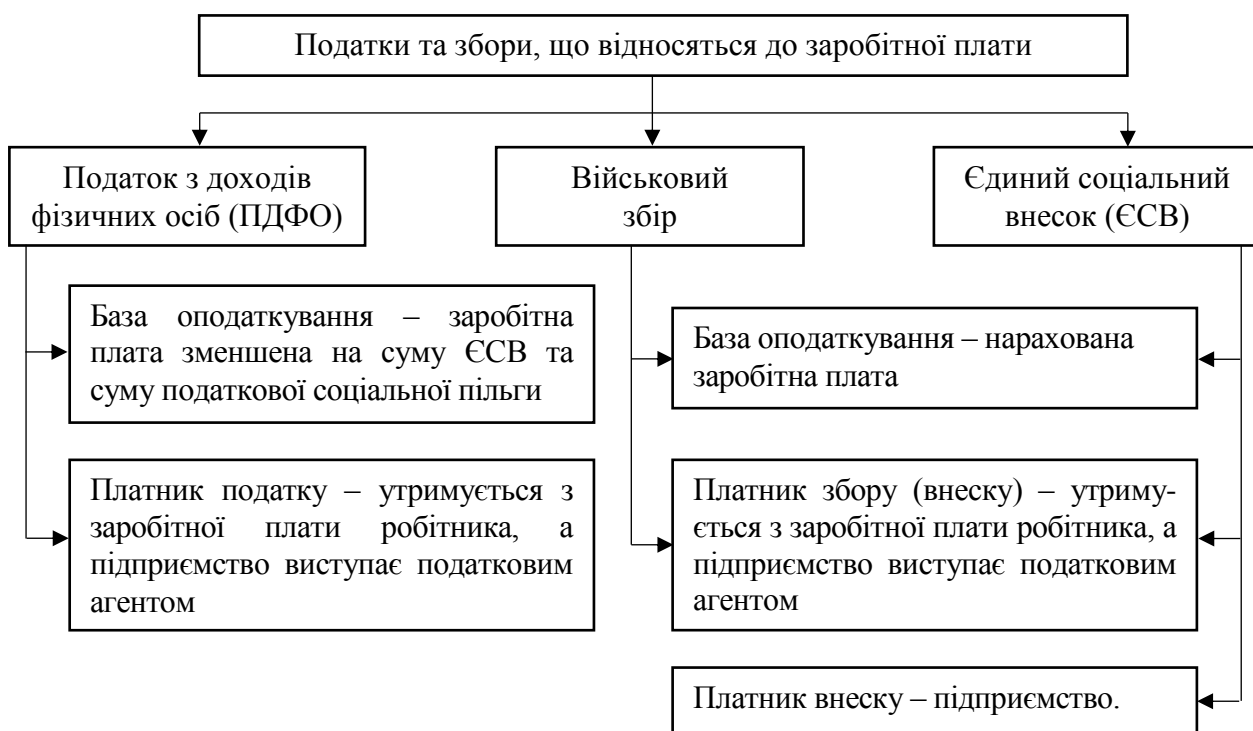 Податки та збори, що відносяться до заробітної плати
Податок з доходів
фізичних осіб (ПДФО)
Військовий
збір
Єдиний соціальний
внесок (ЄСВ)
База оподаткування – заробітна
плата зменшена на суму ЄСВ та
суму податкової соціальної пільги
База оподаткування – нарахована
заробітна плата
Платник податку – утримується з
заробітної плати робітника, а
підприємство виступає податковим
агентом
Платник збору (внеску) – утриму-
ється з заробітної плати робітника, а
підприємство виступає податковим
агентом
Платник внеску – підприємство.